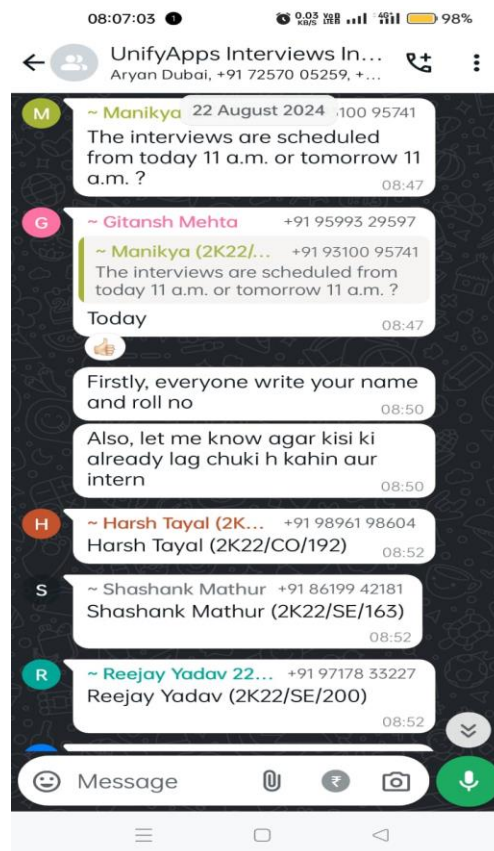 08:07:03 1 0.03 KB/S VoLTE 4G 98%
UnifyApps Interviews In...
Aryan Dubai, +91 72570 05259, +...
22 August 2024
M ~ Manikya 100 95741
The interviews are scheduled
from today 11 a.m. or tomorrow 11
a.m. ?
08:47
G ~ Gitansh Mehta +91 95993 29597
~ Manikya (2K22/... +91 93100 95741
The interviews are scheduled from
today 11 a.m. or tomorrow 11 a.m. ?
Today
08:47
Firstly, everyone write your name
and roll no
08:50
Also, let me know agar kisi ki
already lag chuki h kahin aur
intern
08:50
H ~ Harsh Tayal (2K... +91 98961 98604
Harsh Tayal (2K22/CO/192)
08:52
S ~ Shashank Mathur +91 86199 42181
Shashank Mathur (2K22/SE/163)
08:52
R ~ Reejay Yadav 22... +91 97178 33227
Reejay Yadav (2K22/SE/200)
08:52
Message ₹